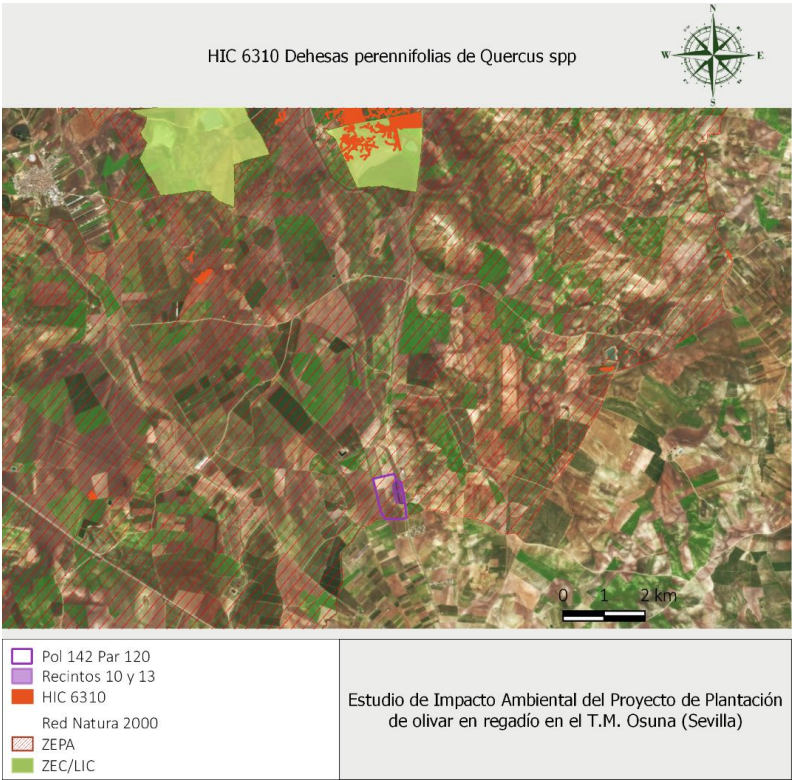 HIC 6310 Dehesas perennifolias de Quercus spp
N
W
E
S
0 1 2 km
Pol 142 Par 120
Recintos 10 y 13
HIC 6310
Red Natura 2000
ZEPA
ZEC/LIC
Estudio de Impacto Ambiental del Proyecto de Plantación
de olivar en regadío en el T.M. Osuna (Sevilla)